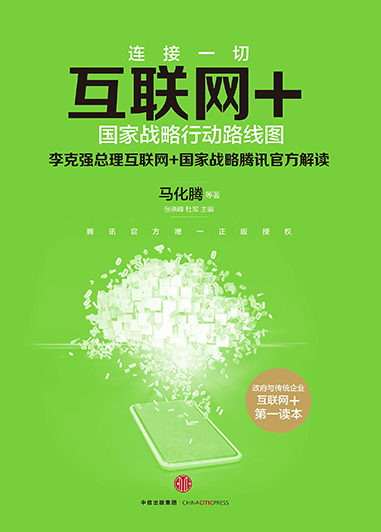 连接一切
互联网+
国家战略行动路线图
李克强总理互联网+国家战略腾讯官方解读
马化腾 等著
张晓峰 杜军 主编
腾讯官方唯一正版授权
政府与传统企业
互联网+
第一读本
中信出版集团·CHINACITICPRESS